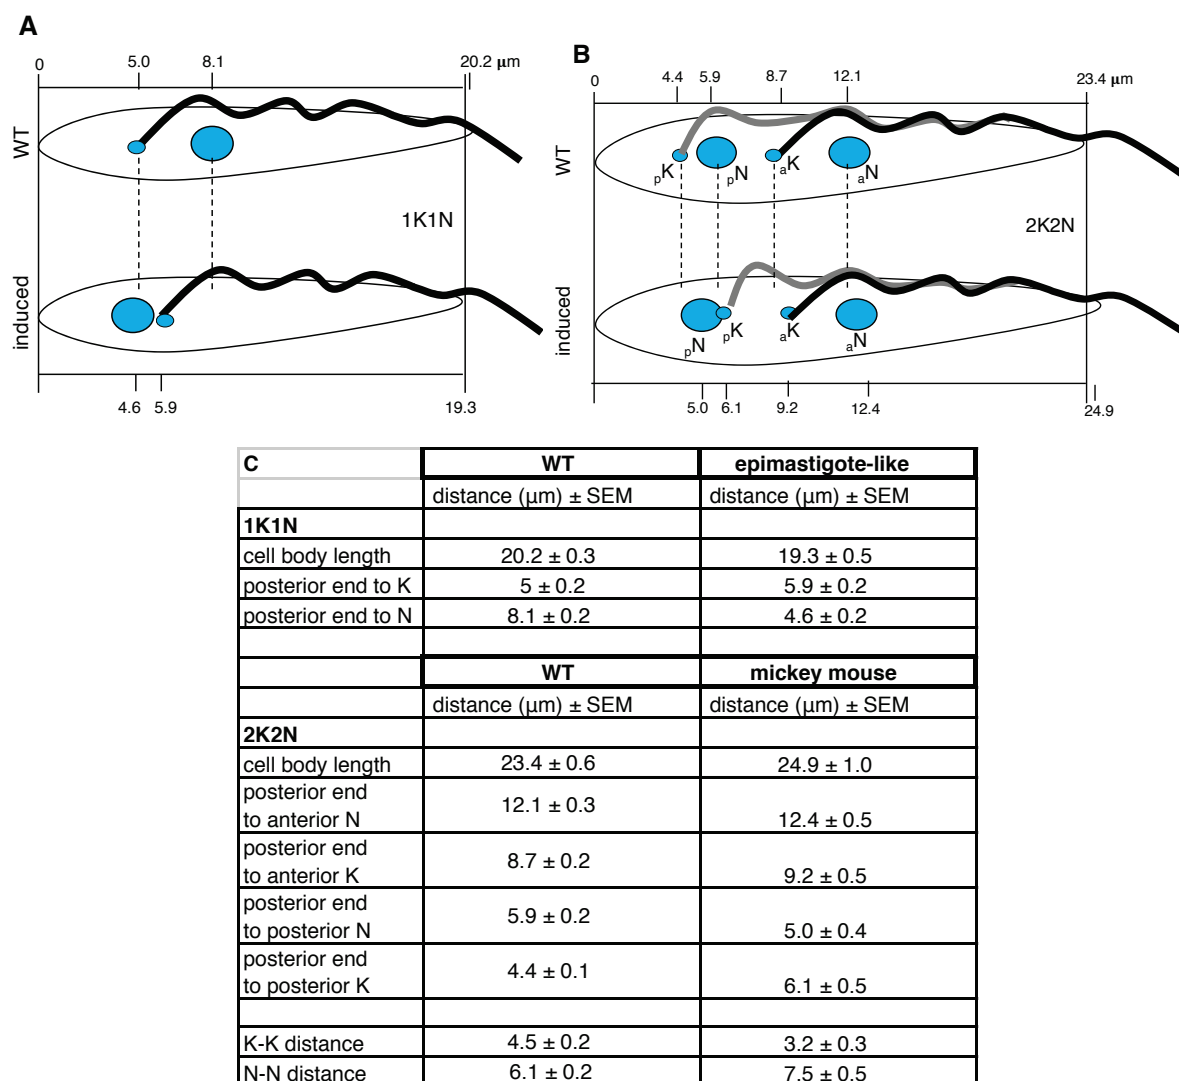 A
0 5.0 8.1 20.2 μm
WT
1K1N
induced
4.6 5.9 19.3
B
0 4.4 5.9 8.7 12.1 23.4 μm
WT
pK pN aK aN
2K2N
induced
pN pK aK aN
5.0 6.1 9.2 12.4 24.9
C WT epimastigote-like
distance (μm) ± SEM distance (μm) ± SEM
1K1N
cell body length 20.2 ± 0.3 19.3 ± 0.5
posterior end to K 5 ± 0.2 5.9 ± 0.2
posterior end to N 8.1 ± 0.2 4.6 ± 0.2
WT mickey mouse
distance (μm) ± SEM distance (μm) ± SEM
2K2N
cell body length 23.4 ± 0.6 24.9 ± 1.0
posterior end
to anterior N 12.1 ± 0.3 12.4 ± 0.5
posterior end
to anterior K 8.7 ± 0.2 9.2 ± 0.5
posterior end
to posterior N 5.9 ± 0.2 5.0 ± 0.4
posterior end
to posterior K 4.4 ± 0.1 6.1 ± 0.5
K-K distance 4.5 ± 0.2 3.2 ± 0.3
N-N distance 6.1 ± 0.2 7.5 ± 0.5